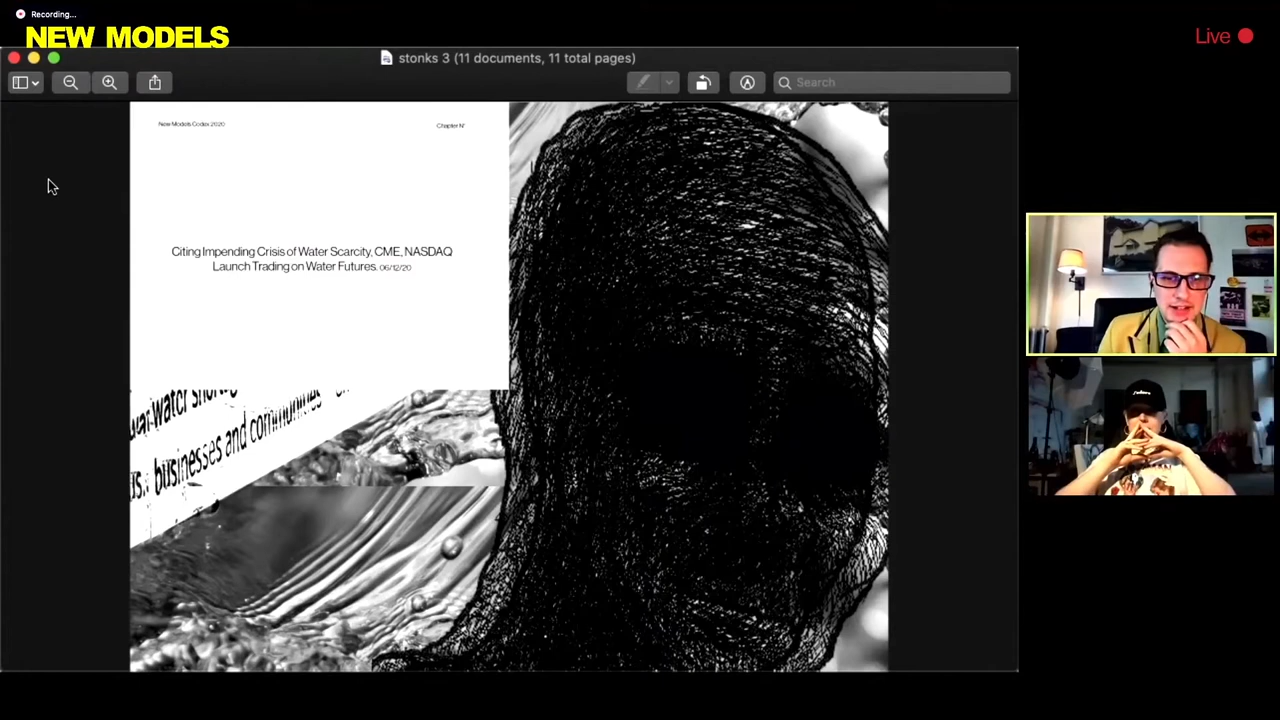 Recording...
NEW MODELS
Live
stonks 3 (11 documents, 11 total pages)
Search
New Models Codex 2020
Chapter N°
Citing Impending Crisis of Water Scarcity, CME, NASDAQ
Launch Trading on Water Futures. 06/12/20
water
businesses and communities